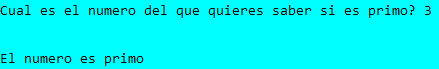 Cual es el numero del que quieres saber si es primo? 3
El numero es primo